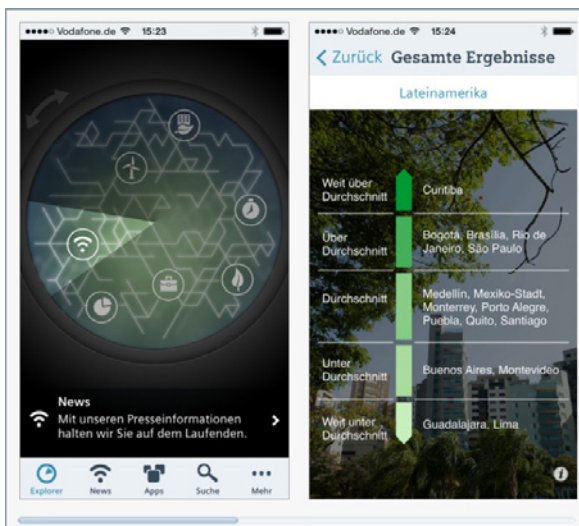 Vodafone.de 15:23
News
Mit unseren Presseinformationen
halten wir Sie auf dem Laufenden.
Explorer News Apps Suche Mehr
Vodafone.de 15:24
Zurück Gesamte Ergebnisse
Lateinamerika
Weit über
Durchschnitt
Curitiba
Über
Durchschnitt
Bogotá, Brasília, Rio de
Janeiro, São Paulo
Durchschnitt
Medellín, Mexiko-Stadt,
Monterrey, Porto Alegre,
Puebla, Quito, Santiago
Unter
Durchschnitt
Buenos Aires, Montevideo
Weit unter
Durchschnitt
Guadalajara, Lima